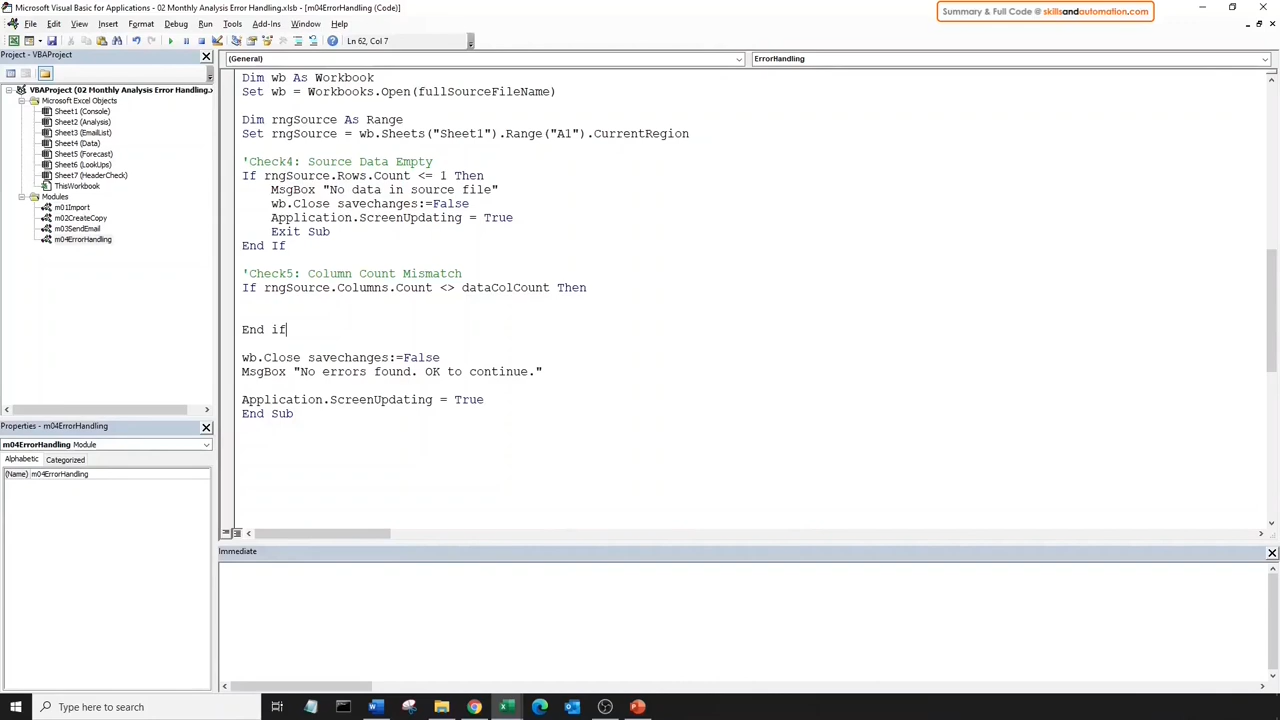 Microsoft Visual Basic for Applications - 02 Monthly Analysis Error Handling.xlsb - [m04ErrorHandling (Code)]
Summary & Full Code @ skillsandautomation.com
File Edit View Insert Format Debug Run Tools Add-Ins Window Help
Ln 62, Col 7
Project - VBAProject
(General)
ErrorHandling
VBAProject (02 Monthly Analysis Error Handling.
Microsoft Excel Objects
Sheet1 (Console)
Sheet2 (Analysis)
Sheet3 (EmailList)
Sheet4 (Data)
Sheet5 (Forecast)
Sheet6 (LookUps)
Sheet7 (HeaderCheck)
ThisWorkbook
Modules
m01Import
m02CreateCopy
m03SendEmail
m04ErrorHandling
Properties - m04ErrorHandling
m04ErrorHandling Module
Alphabetic Categorized
(Name) m04ErrorHandling
Dim wb As Workbook
Set wb = Workbooks.Open(fullSourceFileName)
Dim rngSource As Range
Set rngSource = wb.Sheets("Sheet1").Range("A1").CurrentRegion
'Check4: Source Data Empty
If rngSource.Rows.Count <= 1 Then
MsgBox "No data in source file"
wb.Close savechanges:=False
Application.ScreenUpdating = True
Exit Sub
End If
'Check5: Column Count Mismatch
If rngSource.Columns.Count <> dataColCount Then
End if
wb.Close savechanges:=False
MsgBox "No errors found. OK to continue."
Application.ScreenUpdating = True
End Sub
Immediate
Type here to search